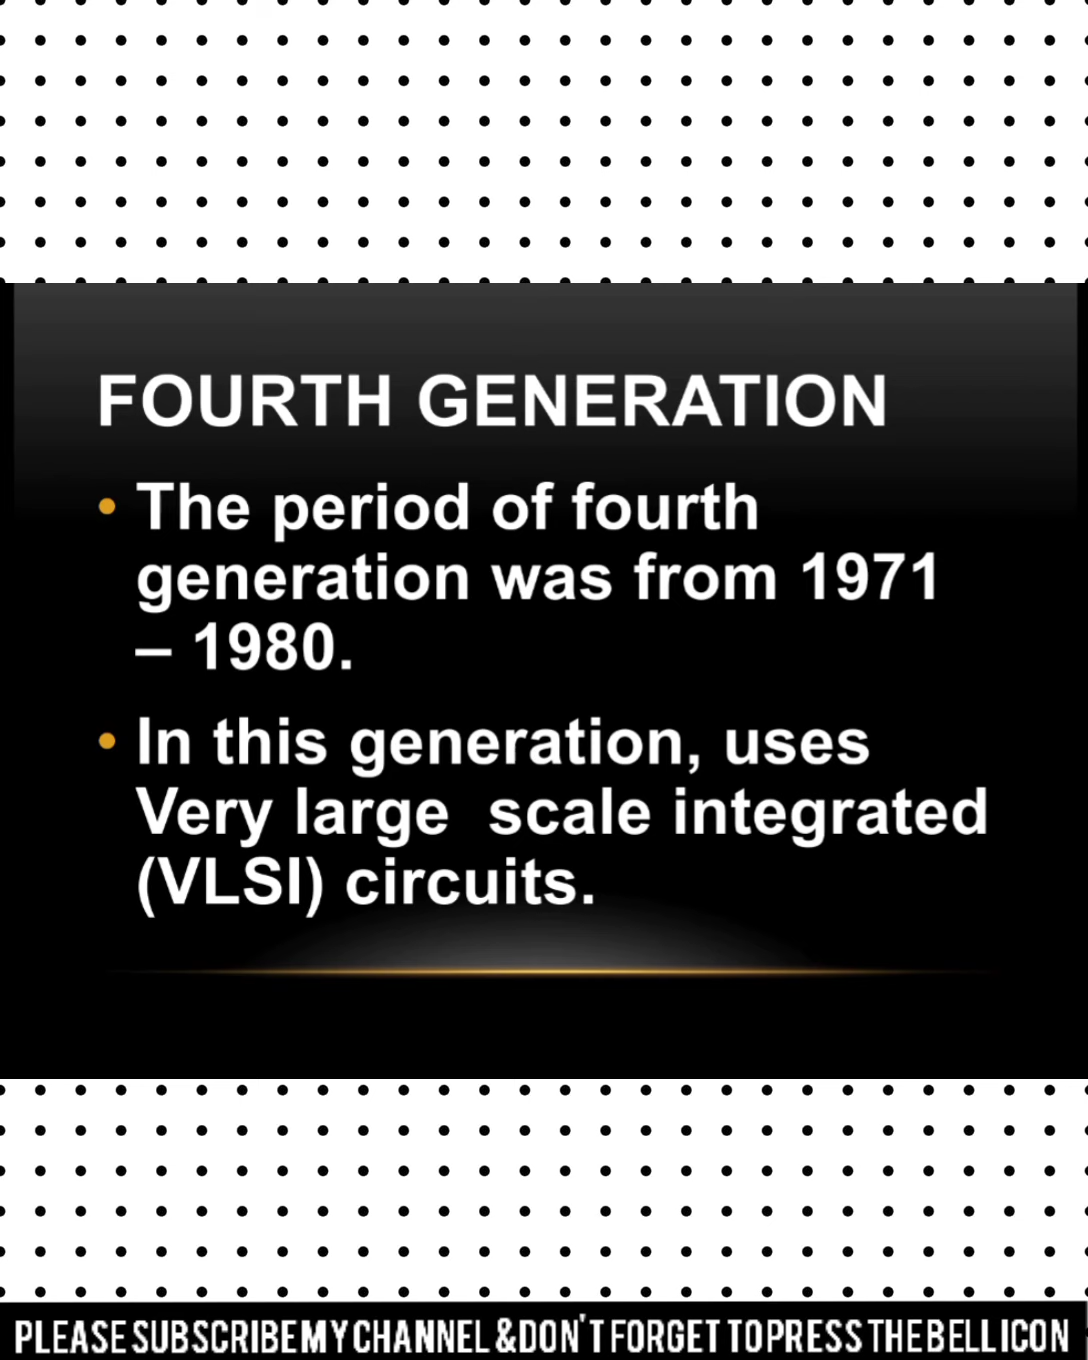 FOURTH GENERATION
• The period of fourth
generation was from 1971
– 1980.
• In this generation, uses
Very large  scale integrated
(VLSI) circuits.
PLEASE SUBSCRIBE MY CHANNEL & DON'T FORGET TO PRESS THE BELL ICON